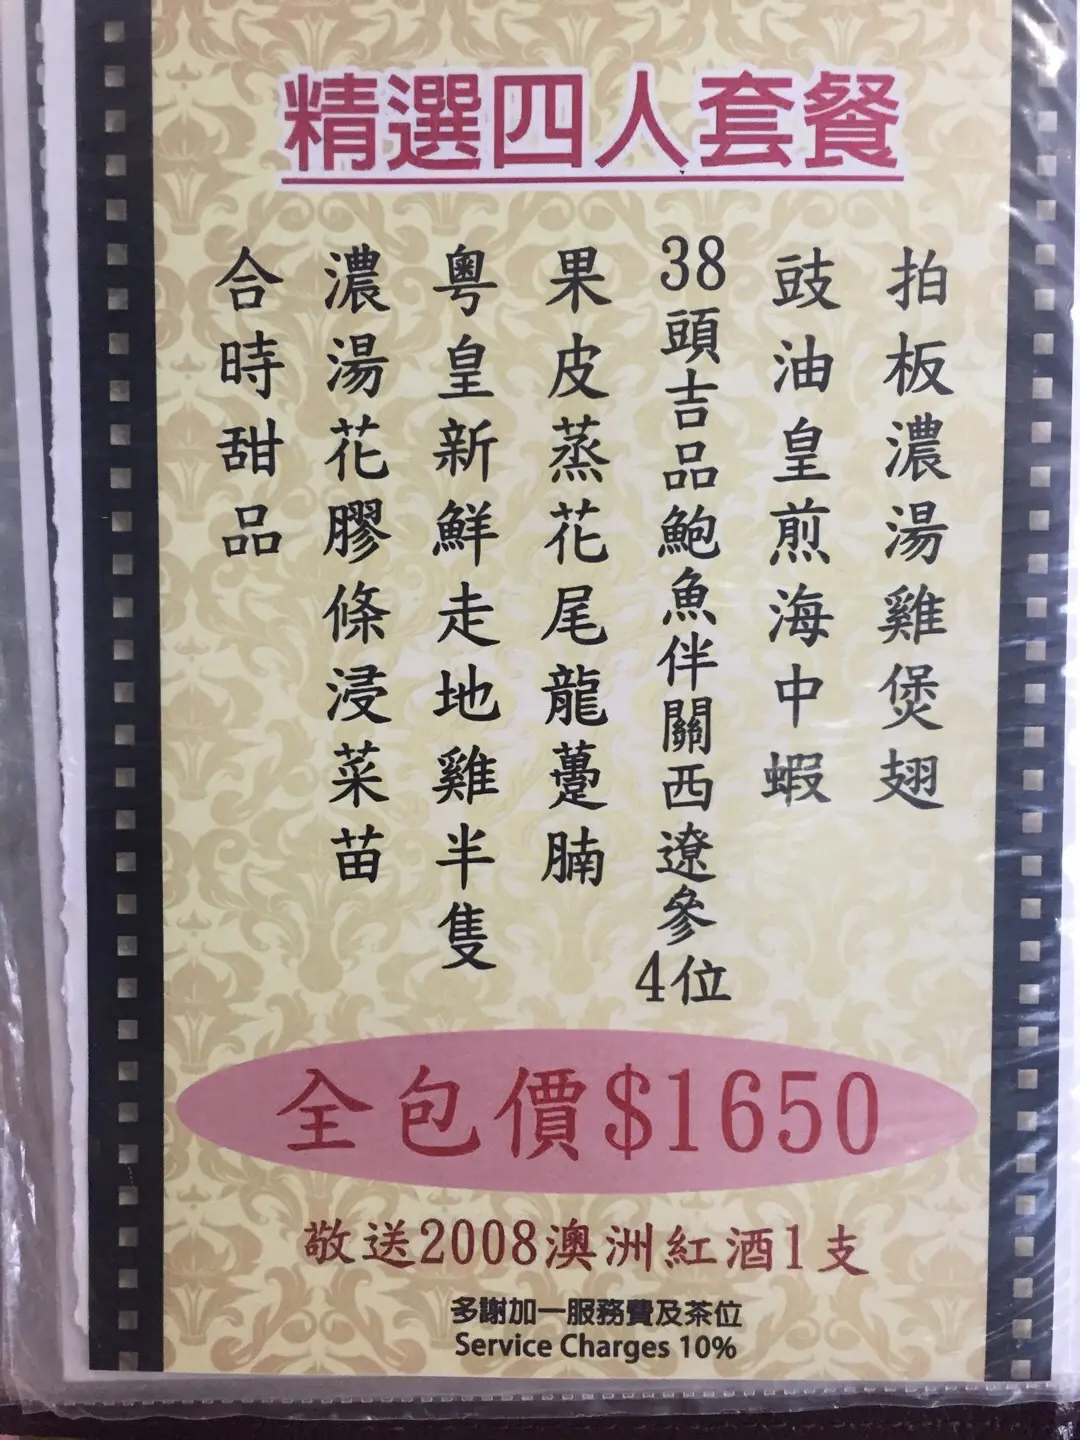 精選四人套餐
拍板濃湯雞煲翅
豉油皇煎海中蝦
38頭吉品鮑魚伴關西遼參4位
果皮蒸花尾龍躉腩
粵皇新鮮走地雞半隻
濃湯花膠條浸菜苗
合時甜品
全包價$1650
敬送2008澳洲紅酒1支
多謝加一服務費及茶位
Service Charges 10%